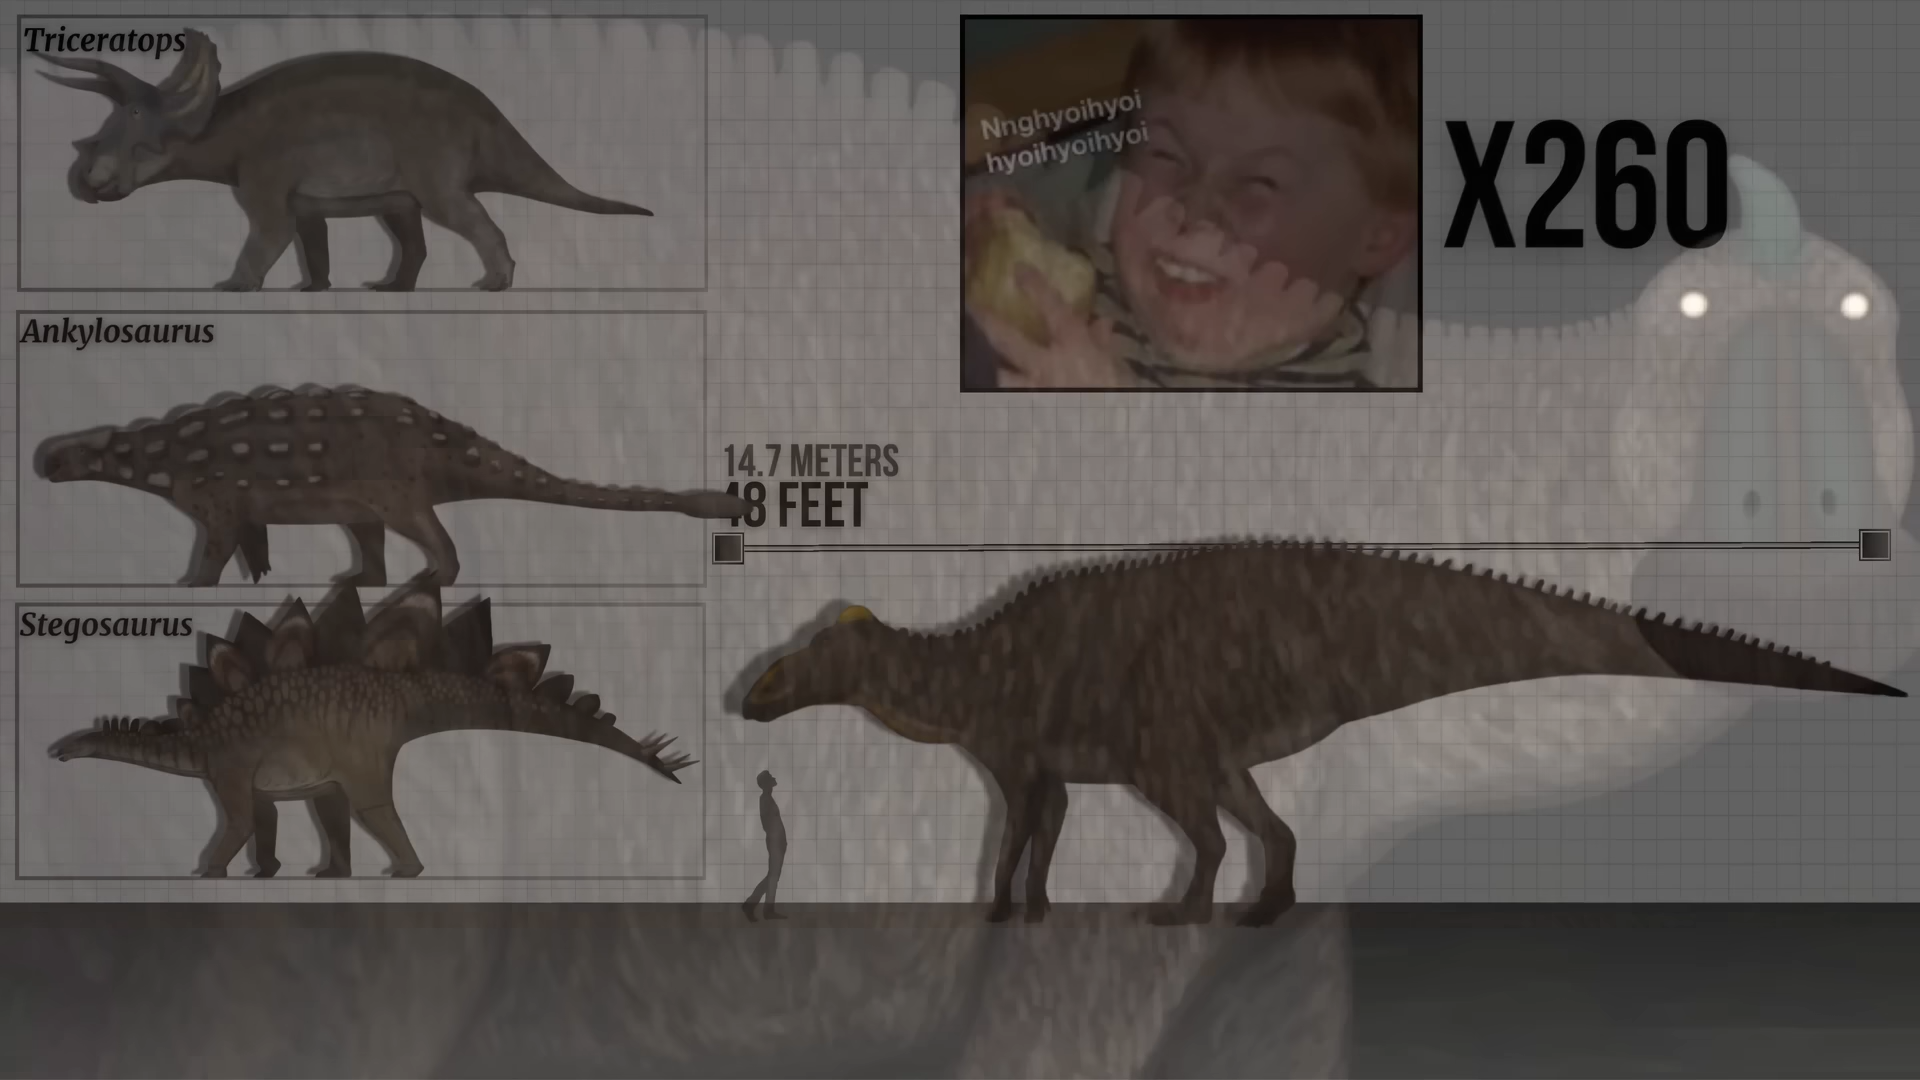 Triceratops
Nnghyoihyoi
hyoihyoihyoi
X260
Ankylosaurus
14.7 METERS
48 FEET
Stegosaurus